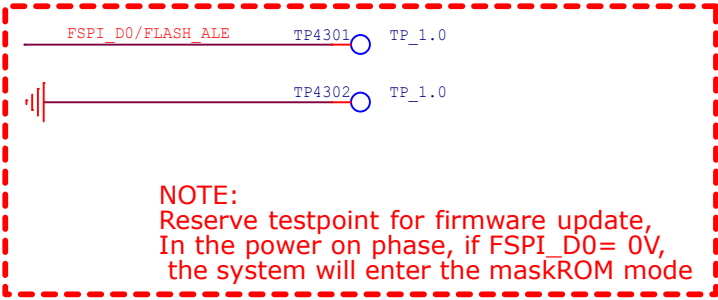 FSPI_D0/FLASH_ALE TP4301 TP_1.0
TP4302 TP_1.0
NOTE:
Reserve testpoint for firmware update,
In the power on phase, if FSPI_D0= 0V,
the system will enter the maskROM mode